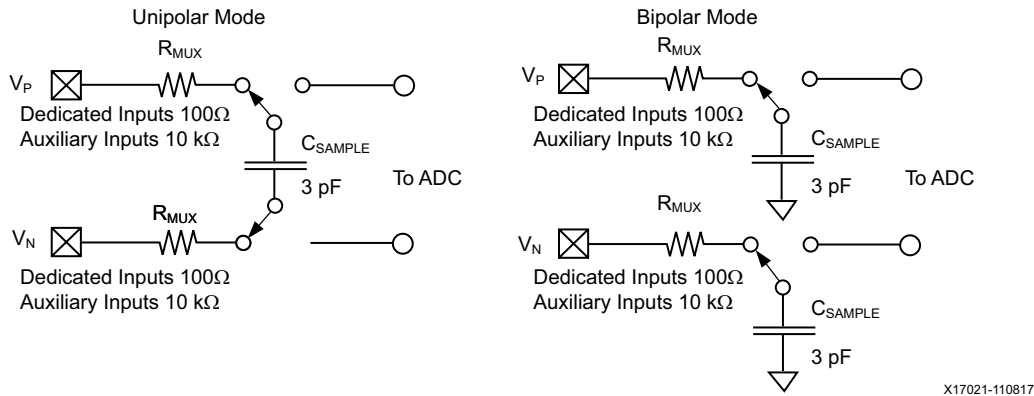 Unipolar Mode
R_MUX
V_P
Dedicated Inputs 100Ω
Auxiliary Inputs 10 kΩ
C_SAMPLE
3 pF
To ADC
R_MUX
V_N
Dedicated Inputs 100Ω
Auxiliary Inputs 10 kΩ
Bipolar Mode
R_MUX
V_P
Dedicated Inputs 100Ω
Auxiliary Inputs 10 kΩ
C_SAMPLE
3 pF
To ADC
R_MUX
V_N
Dedicated Inputs 100Ω
Auxiliary Inputs 10 kΩ
C_SAMPLE
3 pF
X17021-110817